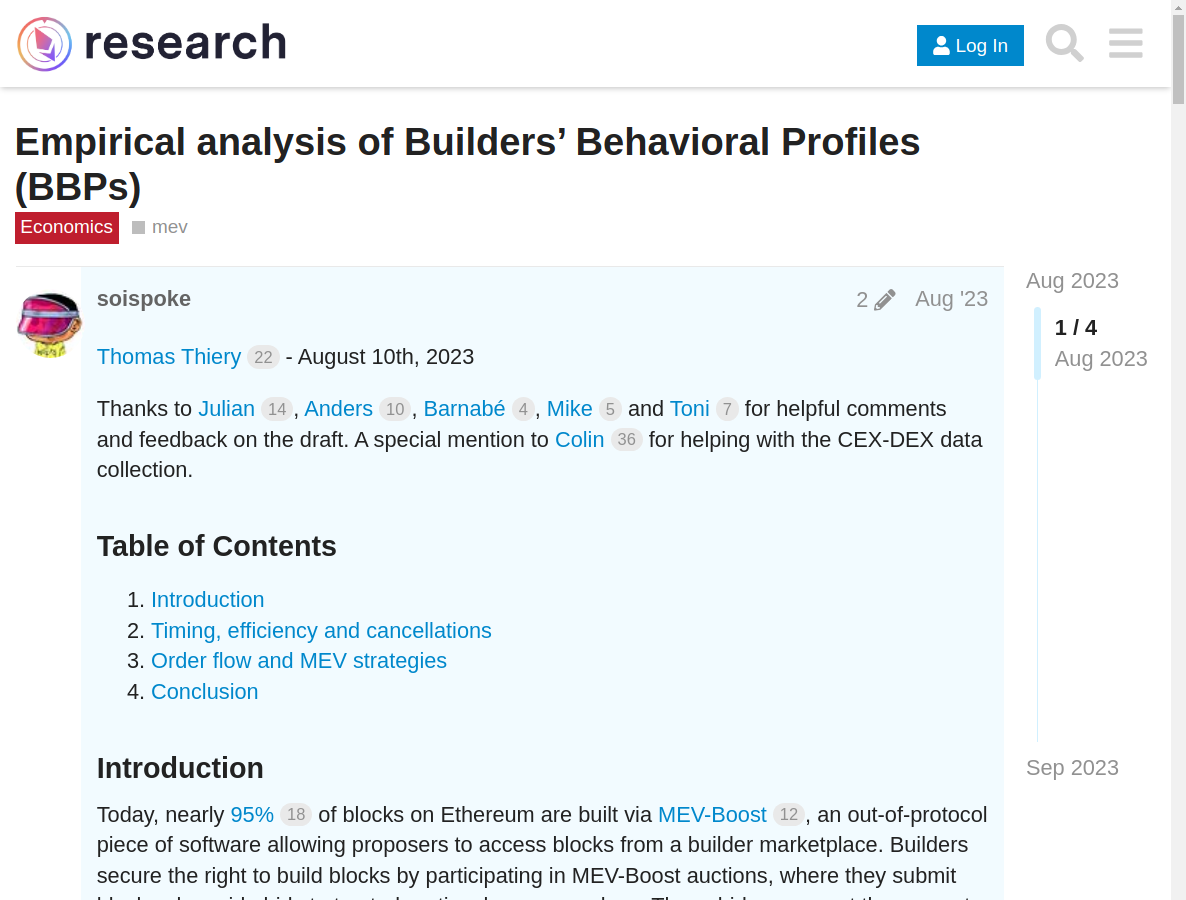 research
Log In
Empirical analysis of Builders’ Behavioral Profiles
(BBPs)
Economics mev
soispoke 2 Aug '23
Aug 2023
1 / 4
Aug 2023
Thomas Thiery 22 - August 10th, 2023
Thanks to Julian 14, Anders 10, Barnabé 4, Mike 5 and Toni 7 for helpful comments
and feedback on the draft. A special mention to Colin 36 for helping with the CEX-DEX data
collection.
Table of Contents
1. Introduction
2. Timing, efficiency and cancellations
3. Order flow and MEV strategies
4. Conclusion
Sep 2023
Introduction
Today, nearly 95% 18 of blocks on Ethereum are built via MEV-Boost 12, an out-of-protocol
piece of software allowing proposers to access blocks from a builder marketplace. Builders
secure the right to build blocks by participating in MEV-Boost auctions, where they submit